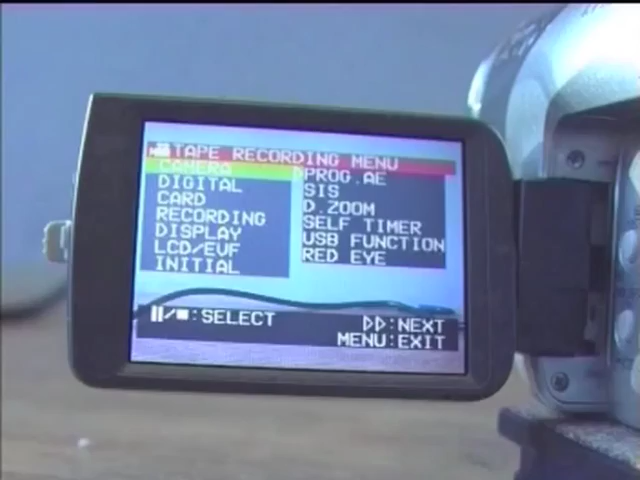 TAPE RECORDING MENU
CAMERA
DIGITAL
CARD
RECORDING
DISPLAY
LCD/EVF
INITIAL
▷PROG.AE
SIS
D.ZOOM
SELF TIMER
USB FUNCTION
RED EYE
❚❚/■:SELECT
▷▷:NEXT
MENU:EXIT